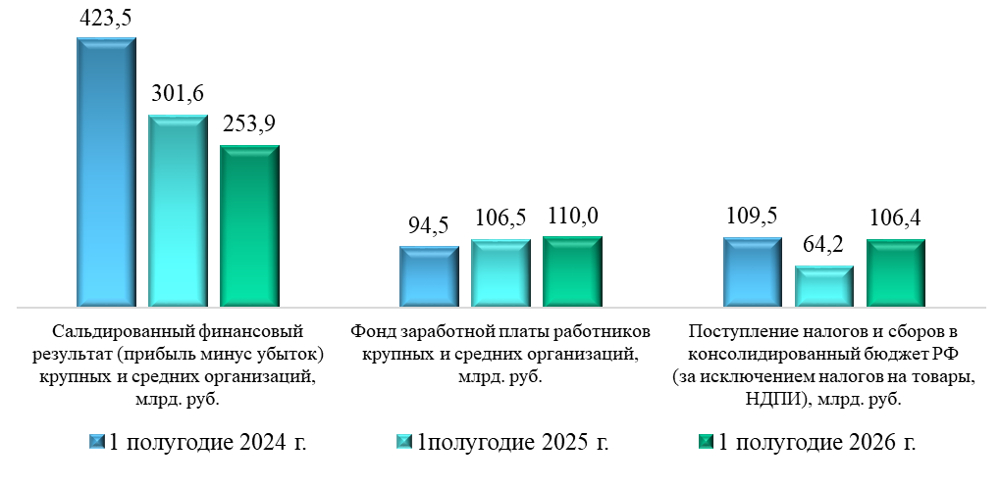 423,5
301,6
253,9
94,5
106,5
110,0
109,5
64,2
106,4
Сальдированный финансовый
результат (прибыль минус убыток)
крупных и средних организаций,
млрд. руб.
Фонд заработной платы работников
крупных и средних организаций,
млрд. руб.
Поступление налогов и сборов в
консолидированный бюджет РФ
(за исключением налогов на товары,
НДПИ), млрд. руб.
1 полугодие 2024 г.
1полугодие 2025 г.
1 полугодие 2026 г.